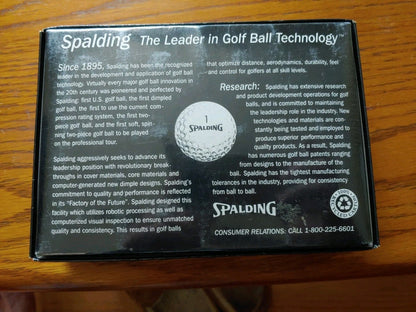 Spalding The Leader in Golf Ball Technology™
Since 1895, Spalding has been the recognized
leader in the development and application of golf ball
technology. Virtually every major golf ball innovation in
the 20th century was pioneered and perfected by
Spalding: first U.S. golf ball, the first dimpled
golf ball, the first to use the current com-
pression rating system, the first two-
piece golf ball, and the first soft, spin-
ning two-piece golf ball to be played
on the professional tour.
Spalding aggressively seeks to advance its
leadership position with revolutionary break-
throughs in cover materials, core materials and
computer-generated new dimple designs. Spalding's
commitment to quality and performance is reflected
in its "Factory of the Future". Spalding designed this
facility which utilizes robotic processing as well as
computerized visual inspection to ensure unmatched
quality and consistency. This results in golf balls
that optimize distance, aerodynamics, durability, feel
and control for golfers at all skill levels.
Research: Spalding has extensive research
and product development operations for golf
balls, and is committed to maintaining
the leadership role in the industry. New
technologies and materials are con-
stantly being tested and employed to
produce superior performance and
quality products. As a result, Spalding
has numerous golf ball patents ranging
from designs to the manufacture of the
ball. Spalding has the tightest manufacturing
tolerances in the industry, providing for consistency
from ball to ball.
1
SPALDING
SPALDING
CONSUMER RELATIONS: CALL 1-800-225-6601